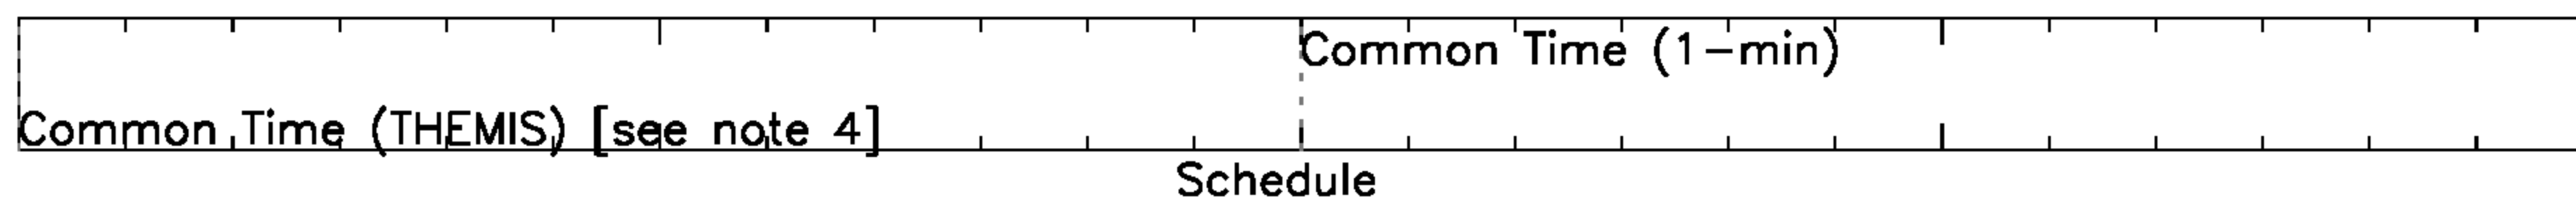 Common Time (1-min)
Common Time (THEMIS) [see note 4]
Schedule